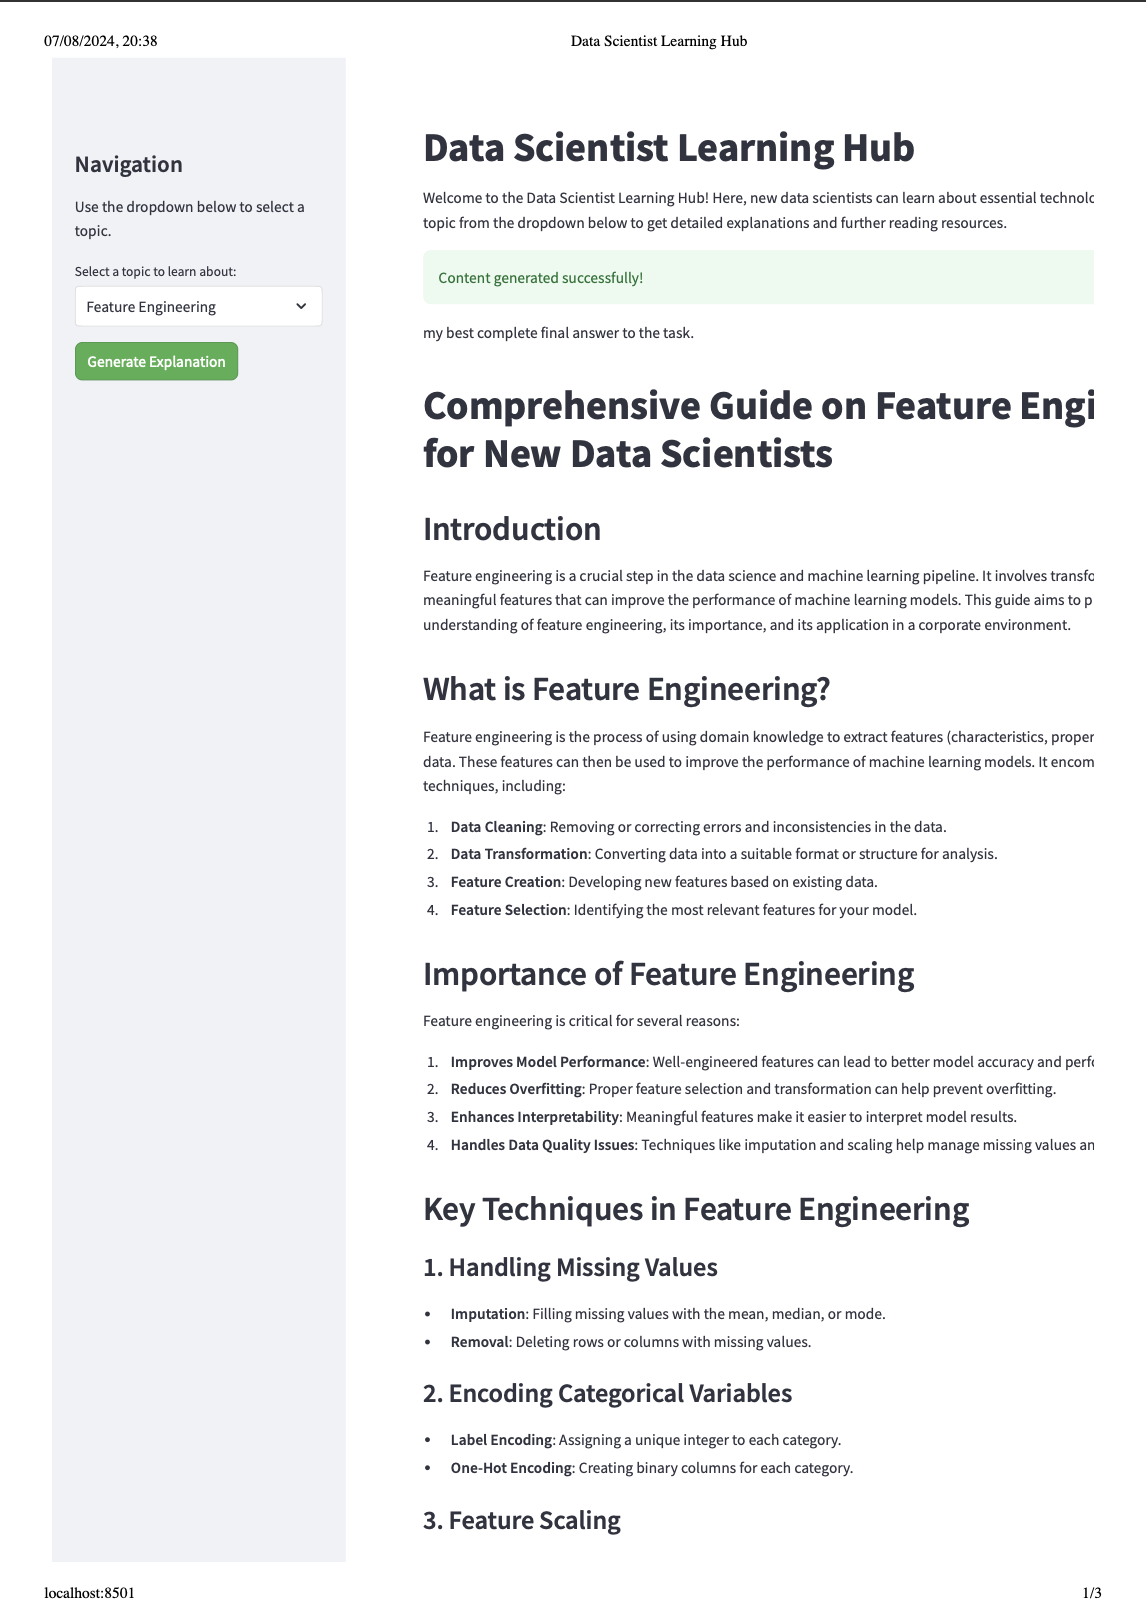 07/08/2024, 20:38
Data Scientist Learning Hub
Navigation
Use the dropdown below to select a
topic.
Select a topic to learn about:
Feature Engineering
Generate Explanation
Data Scientist Learning Hub
Welcome to the Data Scientist Learning Hub! Here, new data scientists can learn about essential technolo
topic from the dropdown below to get detailed explanations and further reading resources.
Content generated successfully!
my best complete final answer to the task.
Comprehensive Guide on Feature Engi
for New Data Scientists
Introduction
Feature engineering is a crucial step in the data science and machine learning pipeline. It involves transfo
meaningful features that can improve the performance of machine learning models. This guide aims to p
understanding of feature engineering, its importance, and its application in a corporate environment.
What is Feature Engineering?
Feature engineering is the process of using domain knowledge to extract features (characteristics, proper
data. These features can then be used to improve the performance of machine learning models. It encom
techniques, including:
1. Data Cleaning: Removing or correcting errors and inconsistencies in the data.
2. Data Transformation: Converting data into a suitable format or structure for analysis.
3. Feature Creation: Developing new features based on existing data.
4. Feature Selection: Identifying the most relevant features for your model.
Importance of Feature Engineering
Feature engineering is critical for several reasons:
1. Improves Model Performance: Well-engineered features can lead to better model accuracy and perfo
2. Reduces Overfitting: Proper feature selection and transformation can help prevent overfitting.
3. Enhances Interpretability: Meaningful features make it easier to interpret model results.
4. Handles Data Quality Issues: Techniques like imputation and scaling help manage missing values an
Key Techniques in Feature Engineering
1. Handling Missing Values
• Imputation: Filling missing values with the mean, median, or mode.
• Removal: Deleting rows or columns with missing values.
2. Encoding Categorical Variables
• Label Encoding: Assigning a unique integer to each category.
• One-Hot Encoding: Creating binary columns for each category.
3. Feature Scaling
localhost:8501
1/3